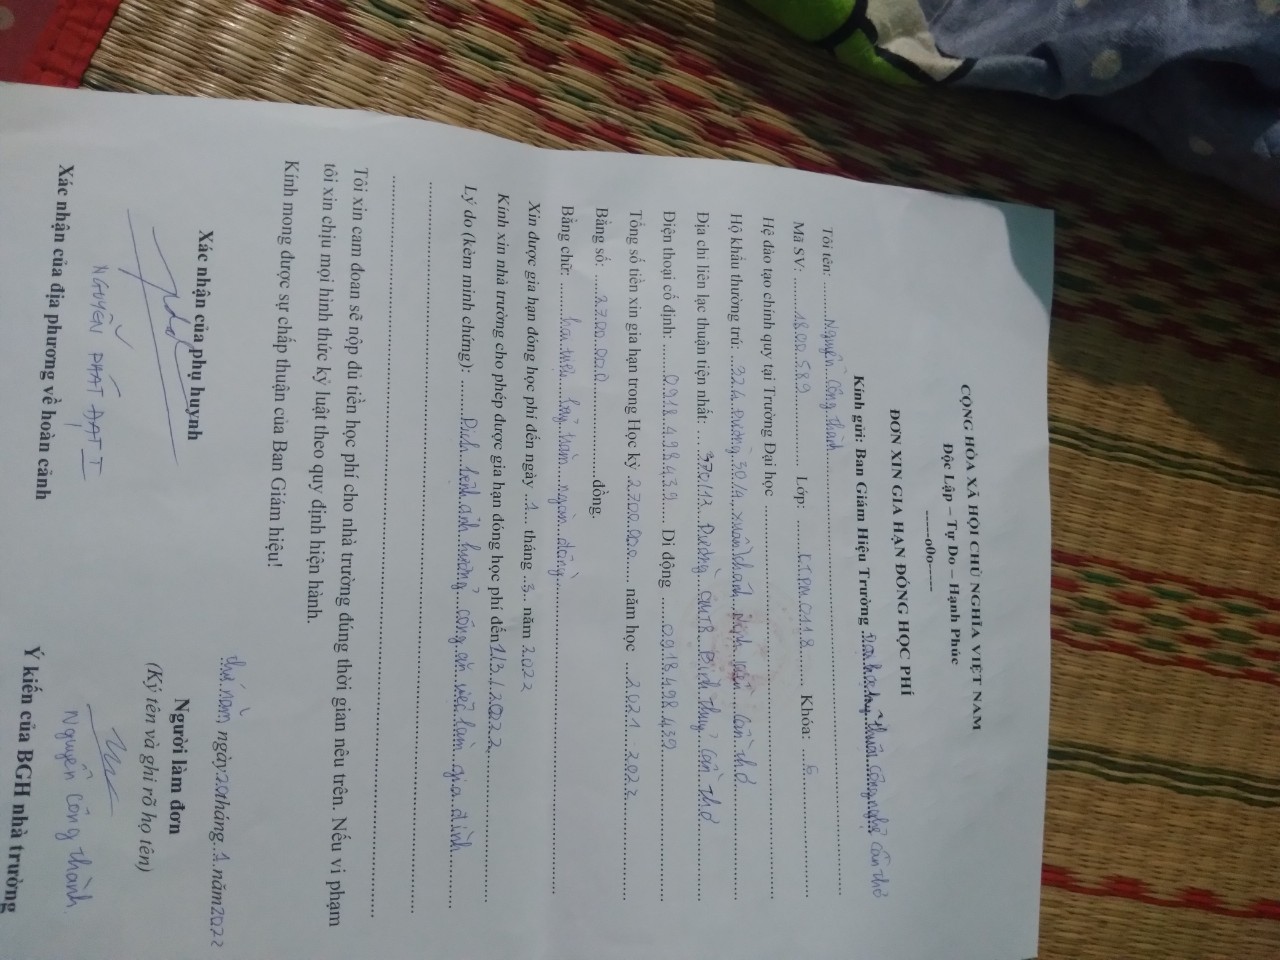 CỘNG HÒA XÃ HỘI CHỦ NGHĨA VIỆT NAM
Độc Lập – Tự Do – Hạnh Phúc
-----o0o-----
ĐƠN XIN GIA HẠN ĐÓNG HỌC PHÍ
Kính gửi: Ban Giám Hiệu Trường Đại học kỹ thuật công nghệ Cần Thơ
Tôi tên: Nguyễn Công Thành
Mã SV: 1800589 Lớp: KTPM0118 Khóa: 6
Hệ đào tạo chính quy tại Trường Đại học
Hộ khẩu thường trú 324 Đường 30/4 Xuân Khánh Ninh Kiều Cần Thơ
Địa chỉ liên lạc thuận tiện nhất: 370/13 Đường CMT8 Bình Thủy Cần Thơ
Điện thoại cố định: 0918498439 Di động 0918498439
Tổng số tiền xin gia hạn trong Học kỳ 2700.000 năm học 2021-2022
Bằng số: 2700.000 đồng.
Bằng chữ: hai triệu bảy trăm ngàn đồng
Xin được gia hạn đóng học phí đến ngày 1 tháng 3 năm 2022
Kính xin nhà trường cho phép được gia hạn đóng học phí đến 1/3/2022
Lý do (kèm minh chứng): Dịch bệnh ảnh hưởng công ăn việc làm gia đình
Tôi xin cam đoan sẽ nộp đủ tiền học phí cho nhà trường đúng thời gian nêu trên. Nếu vi phạm
tôi xin chịu mọi hình thức kỷ luật theo quy định hiện hành.
Kính mong được sự chấp thuận của Ban Giám hiệu!
thứ năm, ngày 20 tháng 1 năm 2022
Xác nhận của phụ huynh Người làm đơn
(Ký tên và ghi rõ họ tên)
NGUYỄN PHÁT ĐẠT Nguyễn Công Thành
Xác nhận của địa phương về hoàn cảnh Ý kiến của BGH nhà trường